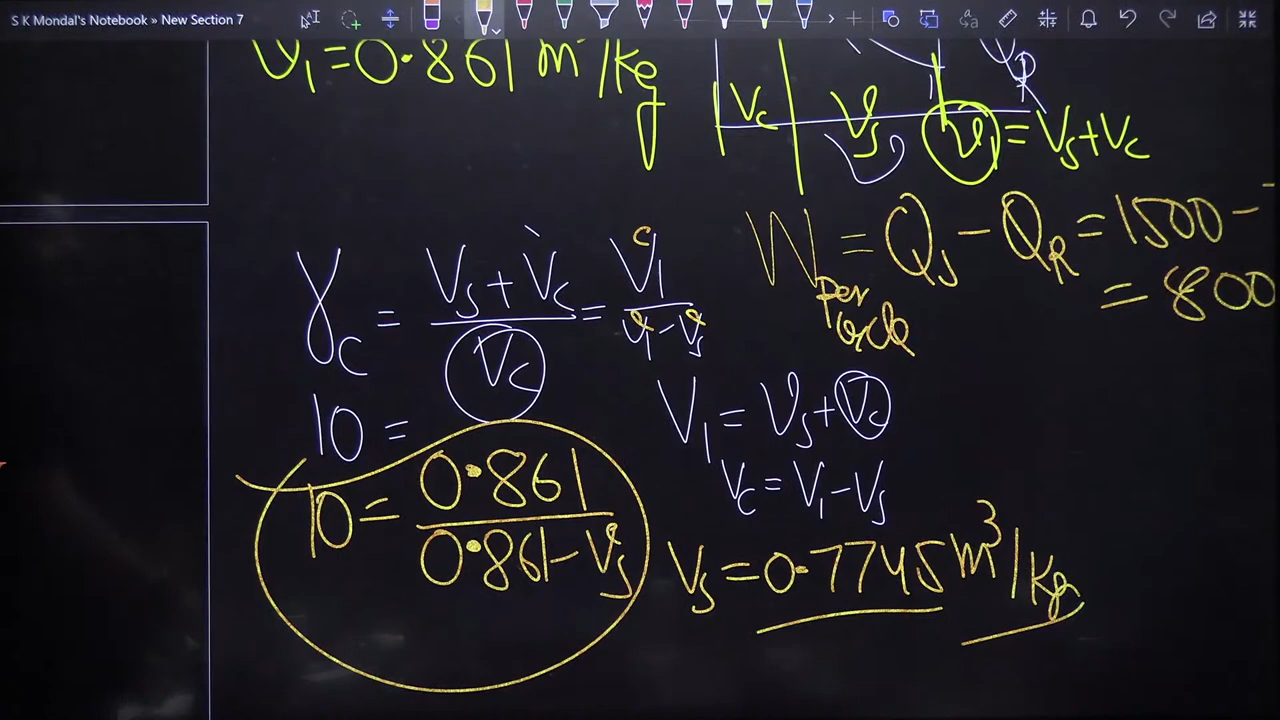 S K Mondal's Notebook » New Section 7
V1 = 0.861 m³/kg
Vc Vs V1 = Vs + Vc
W per cycle = Qs - QR = 1500 -
= 800
γc = (Vs + Vc) / Vc = V1 / (V1 - Vs)
10 =
V1 = Vs + Vc
Vc = V1 - Vs
10 = 0.861 / (0.861 - Vs)
Vs = 0.7745 m³/kg